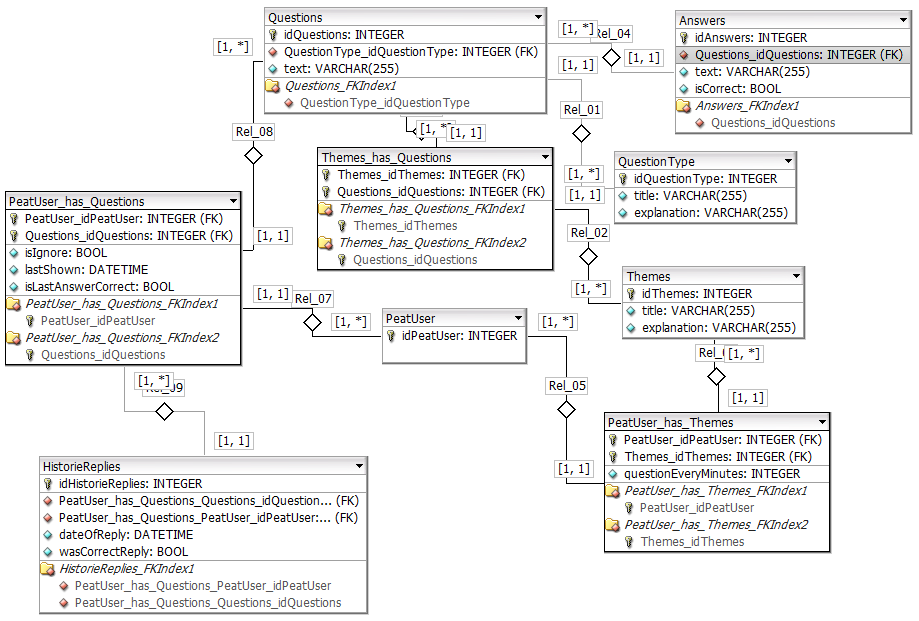 Questions
idQuestions: INTEGER
QuestionType_idQuestionType: INTEGER (FK)
text: VARCHAR(255)
Questions_FKIndex1
QuestionType_idQuestionType
[1, *]
[1, *]
Rel_04
[1, 1]
[1, 1]
Answers
idAnswers: INTEGER
Questions_idQuestions: INTEGER (FK)
text: VARCHAR(255)
isCorrect: BOOL
Answers_FKIndex1
Questions_idQuestions
Rel_08
[1, *]
[1, 1]
Rel_01
[1, *]
[1, 1]
Themes_has_Questions
Themes_idThemes: INTEGER (FK)
Questions_idQuestions: INTEGER (FK)
Themes_has_Questions_FKIndex1
Themes_idThemes
Themes_has_Questions_FKIndex2
Questions_idQuestions
QuestionType
idQuestionType: INTEGER
title: VARCHAR(255)
explanation: VARCHAR(255)
Rel_02
[1, *]
PeatUser_has_Questions
PeatUser_idPeatUser: INTEGER (FK)
Questions_idQuestions: INTEGER (FK)
isIgnore: BOOL
lastShown: DATETIME
isLastAnswerCorrect: BOOL
PeatUser_has_Questions_FKIndex1
PeatUser_idPeatUser
PeatUser_has_Questions_FKIndex2
Questions_idQuestions
[1, 1]
[1, 1]
Rel_07
[1, *]
PeatUser
idPeatUser: INTEGER
[1, *]
Themes
idThemes: INTEGER
title: VARCHAR(255)
explanation: VARCHAR(255)
Rel_05
[1, 1]
[1, *]
[1, 1]
PeatUser_has_Themes
PeatUser_idPeatUser: INTEGER (FK)
Themes_idThemes: INTEGER (FK)
questionEveryMinutes: INTEGER
PeatUser_has_Themes_FKIndex1
PeatUser_idPeatUser
PeatUser_has_Themes_FKIndex2
Themes_idThemes
[1, *]
[1, 1]
HistorieReplies
idHistorieReplies: INTEGER
PeatUser_has_Questions_Questions_idQuestion... (FK)
PeatUser_has_Questions_PeatUser_idPeatUser:... (FK)
dateOfReply: DATETIME
wasCorrectReply: BOOL
HistorieReplies_FKIndex1
PeatUser_has_Questions_PeatUser_idPeatUser
PeatUser_has_Questions_Questions_idQuestions